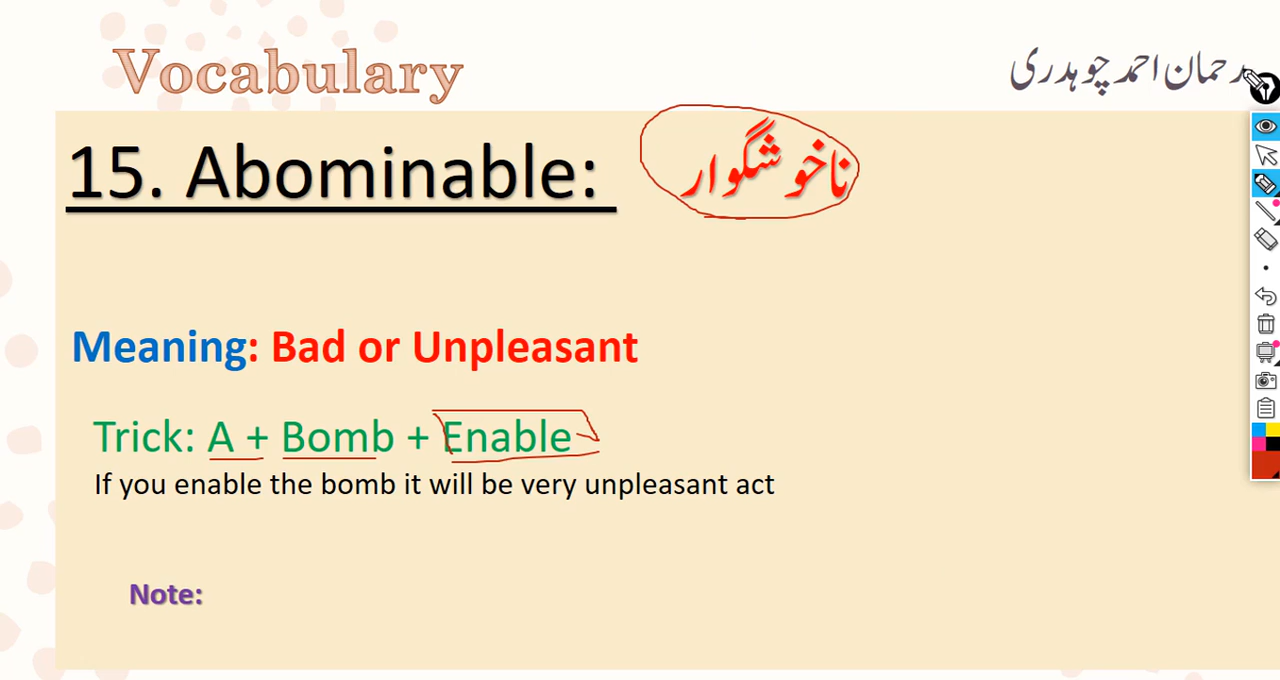 Vocabulary
رحمان احمد چوہدری
15. Abominable: ناخوشگوار
Meaning: Bad or Unpleasant
Trick: A + Bomb + Enable
If you enable the bomb it will be very unpleasant act
Note: